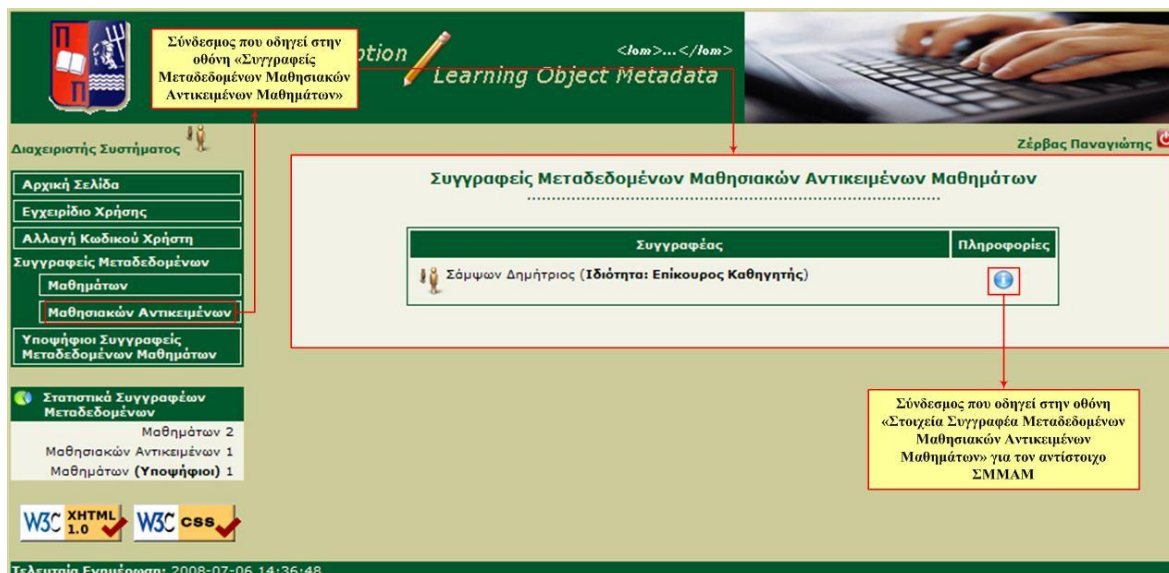 Σύνδεσμος που οδηγεί στην
οθόνη «Συγγραφείς
Μεταδεδομένων Μαθησιακών
Αντικειμένων Μαθημάτων»
<lom>...</lom>
Learning Object Metadata
Διαχειριστής Συστήματος
Ζέρβας Παναγιώτης
Αρχική Σελίδα
Εγχειρίδιο Χρήσης
Αλλαγή Κωδικού Χρήστη
Συγγραφείς Μεταδεδομένων
Μαθημάτων
Μαθησιακών Αντικειμένων
Υποψήφιοι Συγγραφείς
Μεταδεδομένων Μαθημάτων
Στατιστικά Συγγραφέων
Μεταδεδομένων
Μαθημάτων 2
Μαθησιακών Αντικειμένων 1
Μαθημάτων (Υποψήφιοι) 1
W3C XHTML 1.0
W3C css
Συγγραφείς Μεταδεδομένων Μαθησιακών Αντικειμένων Μαθημάτων
Συγγραφέας Πληροφορίες
Σάμψων Δημήτριος (Ιδιότητα: Επίκουρος Καθηγητής)
Σύνδεσμος που οδηγεί στην οθόνη
«Στοιχεία Συγγραφέα Μεταδεδομένων
Μαθησιακών Αντικειμένων
Μαθημάτων» για τον αντίστοιχο
ΣΜΜΑΜ
Τελευταία Ενημέρωση: 2008-07-06 14:36:48